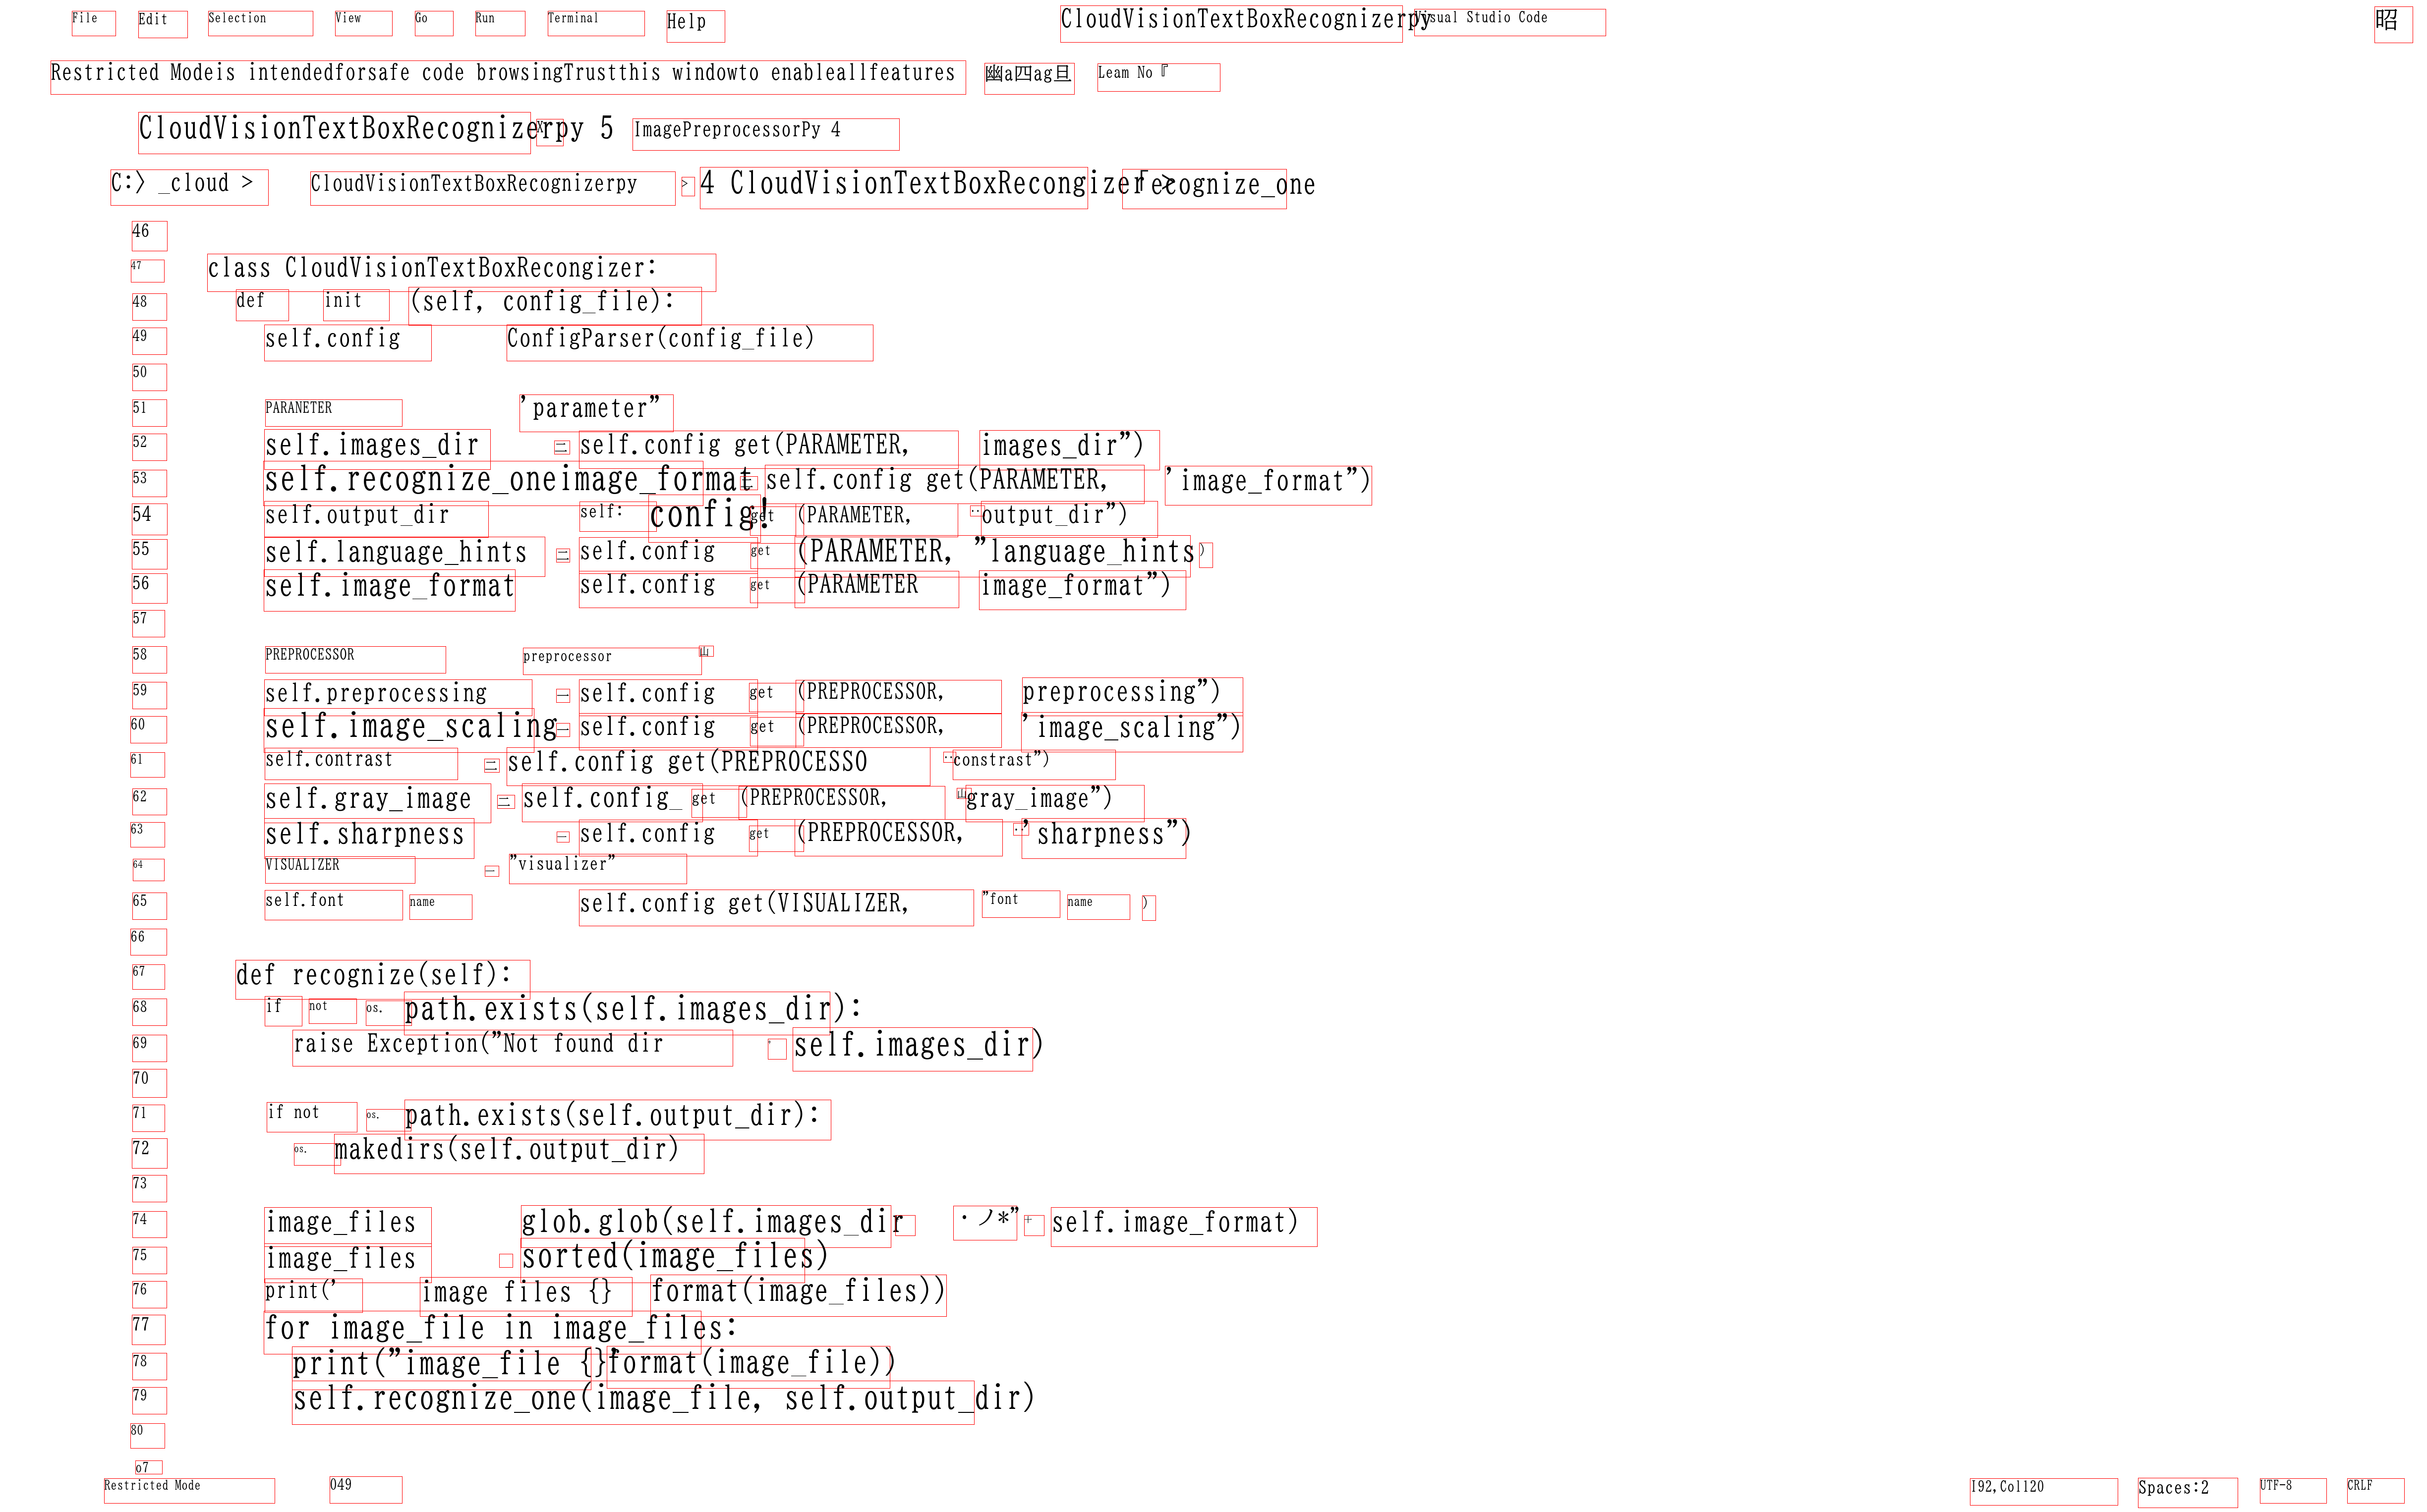 File Edit Selection View Go Run Terminal Help CloudVisionTextBoxRecognizerpy Visual Studio Code 昭
Restricted Modeis intendedforsafe code browsingTrustthis windowto enableallfeatures 幽a四ag旦 Leam No『
CloudVisionTextBoxRecognizerpy 5 X ImagePreprocessorPy 4
C:〉 _cloud > CloudVisionTextBoxRecognizerpy > 4 CloudVisionTextBoxRecongizer > 「ecognize_one
46
47 class CloudVisionTextBoxRecongizer:
48 def init (self, config_file):
49 self.config ConfigParser(config_file)
50
51 PARANETER ’parameter”
52 self.images_dir 二 self.config get(PARAMETER, images_dir”)
53 self.recognize_oneimage_format 二 self.config get(PARAMETER, ’image_format”)
54 self.output_dir self: config! get (PARAMETER, ‥ output_dir”)
55 self.language_hints 二 self.config get (PARAMETER, ”language_hints )
56 self.image_format self.config get (PARAMETER image_format”)
57
58 PREPROCESSOR preprocessor 山
59 self.preprocessing 一 self.config get (PREPROCESSOR, preprocessing”)
60 self.image_scaling 一 self.config get (PREPROCESSOR, ’image_scaling”)
61 self.contrast 二 self.config get(PREPROCESSO ‥ constrast”)
62 self.gray_image 二 self.config_ get (PREPROCESSOR, 山 gray_image”)
63 self.sharpness 一 self.config get (PREPROCESSOR, ‥ ’sharpness”)
64 VISUALIZER 一 ”visualizer”
65 self.font name self.config get(VISUALIZER, ”font name )
66
67 def recognize(self):
68 if not os. path.exists(self.images_dir):
69 raise Exception(”Not found dir self.images_dir)
70
71 if not os. path.exists(self.output_dir):
72 os. makedirs(self.output_dir)
73
74 image_files glob.glob(self.images_dir ・ノ*” + self.image_format)
75 image_files sorted(image_files)
76 print(’ image files {} format(image_files))
77 for image_file in image_files:
78 print(”image_file {}’ format(image_file))
79 self.recognize_one(image_file, self.output_dir)
80
o7
Restricted Mode 049 I92,Col120 Spaces:2 UTF-8 CRLF